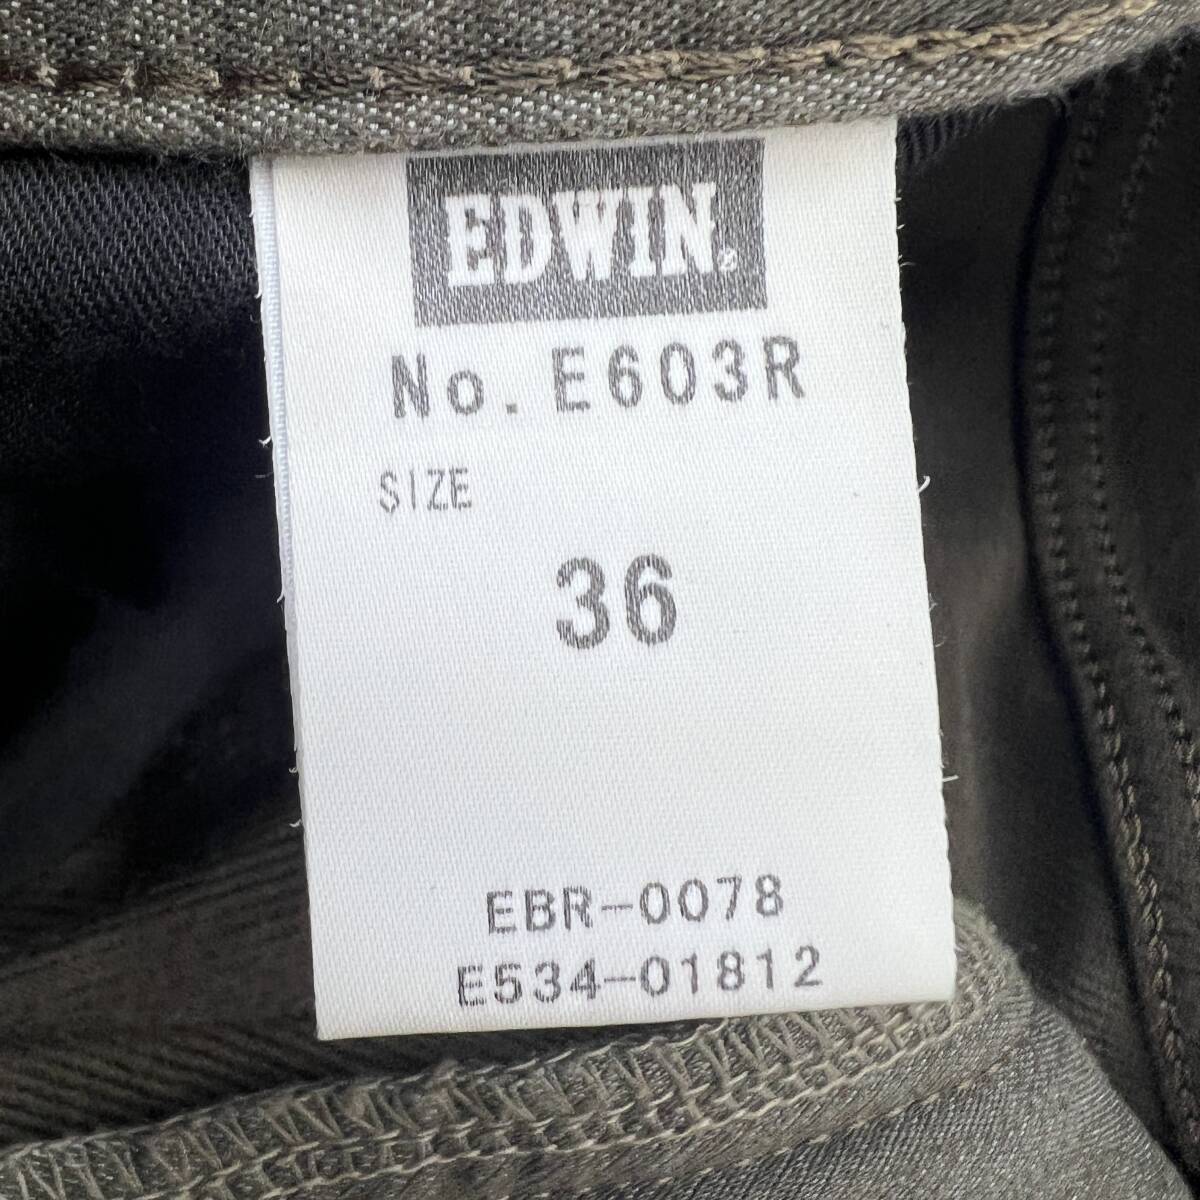 EDWIN®
No. E603R
SIZE
36
EBR-0078
E534-01812